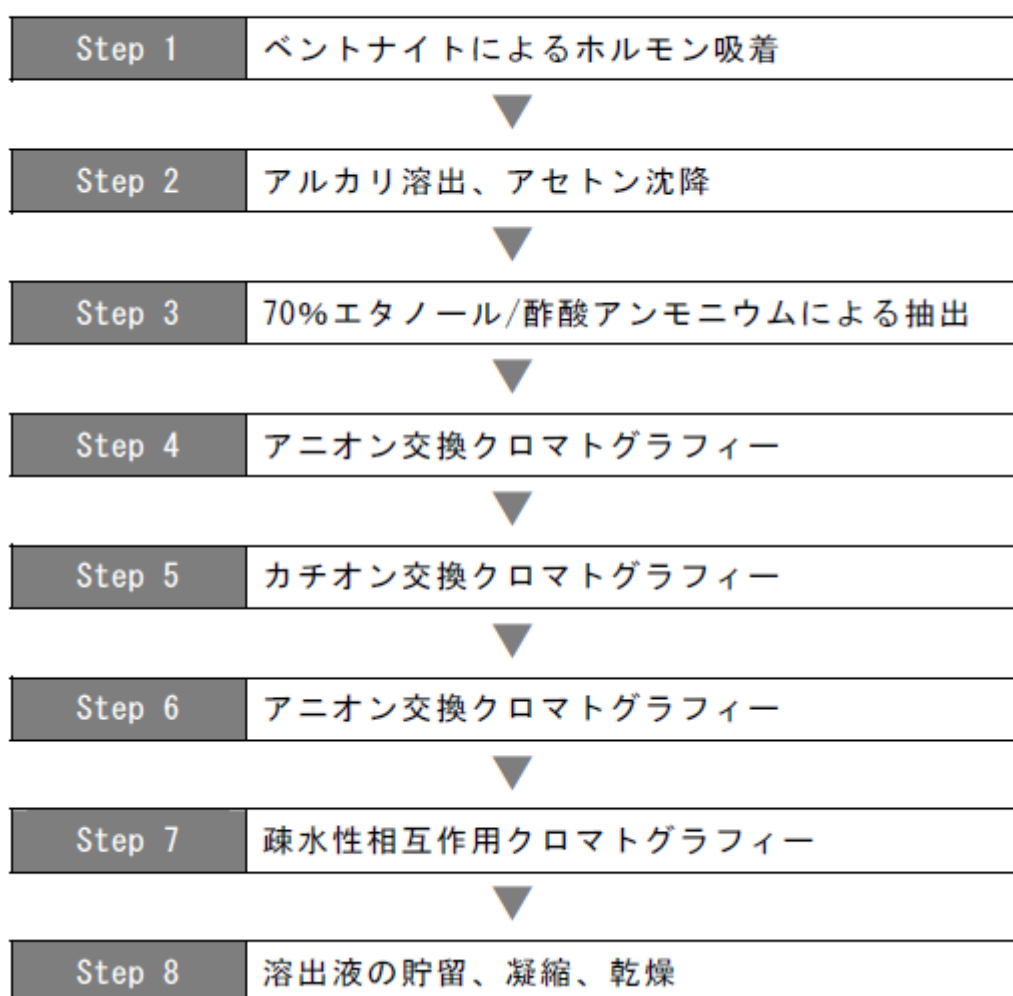 Step 1 ベントナイトによるホルモン吸着
Step 2 アルカリ溶出、アセトン沈降
Step 3 70%エタノール/酢酸アンモニウムによる抽出
Step 4 アニオン交換クロマトグラフィー
Step 5 カチオン交換クロマトグラフィー
Step 6 アニオン交換クロマトグラフィー
Step 7 疎水性相互作用クロマトグラフィー
Step 8 溶出液の貯留、凝縮、乾燥